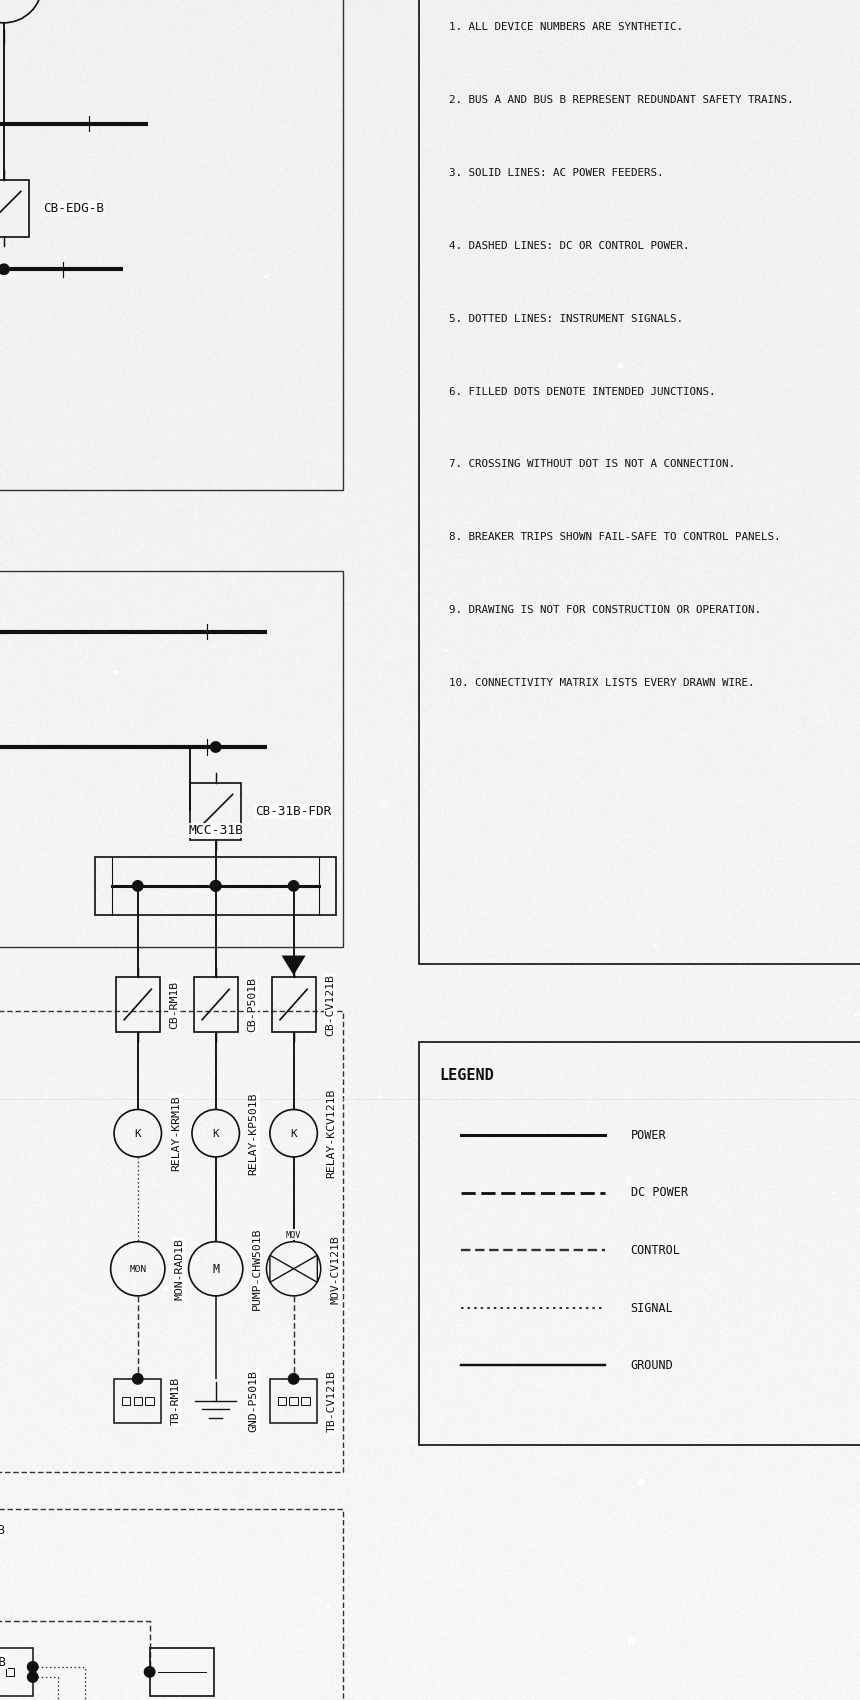 1. ALL DEVICE NUMBERS ARE SYNTHETIC.
2. BUS A AND BUS B REPRESENT REDUNDANT SAFETY TRAINS.
3. SOLID LINES: AC POWER FEEDERS.
4. DASHED LINES: DC OR CONTROL POWER.
5. DOTTED LINES: INSTRUMENT SIGNALS.
6. FILLED DOTS DENOTE INTENDED JUNCTIONS.
7. CROSSING WITHOUT DOT IS NOT A CONNECTION.
8. BREAKER TRIPS SHOWN FAIL-SAFE TO CONTROL PANELS.
9. DRAWING IS NOT FOR CONSTRUCTION OR OPERATION.
10. CONNECTIVITY MATRIX LISTS EVERY DRAWN WIRE.
CB-EDG-B
CB-31B-FDR
MCC-31B
CB-RM1B
CB-P501B
CB-CV121B
K
RELAY-KRM1B
K
RELAY-KP501B
K
RELAY-KCV121B
MON
MON-RAD1B
M
PUMP-CHW501B
MOV
MOV-CV121B
TB-RM1B
GND-P501B
TB-CV121B
LEGEND
POWER
DC POWER
CONTROL
SIGNAL
GROUND
B
B